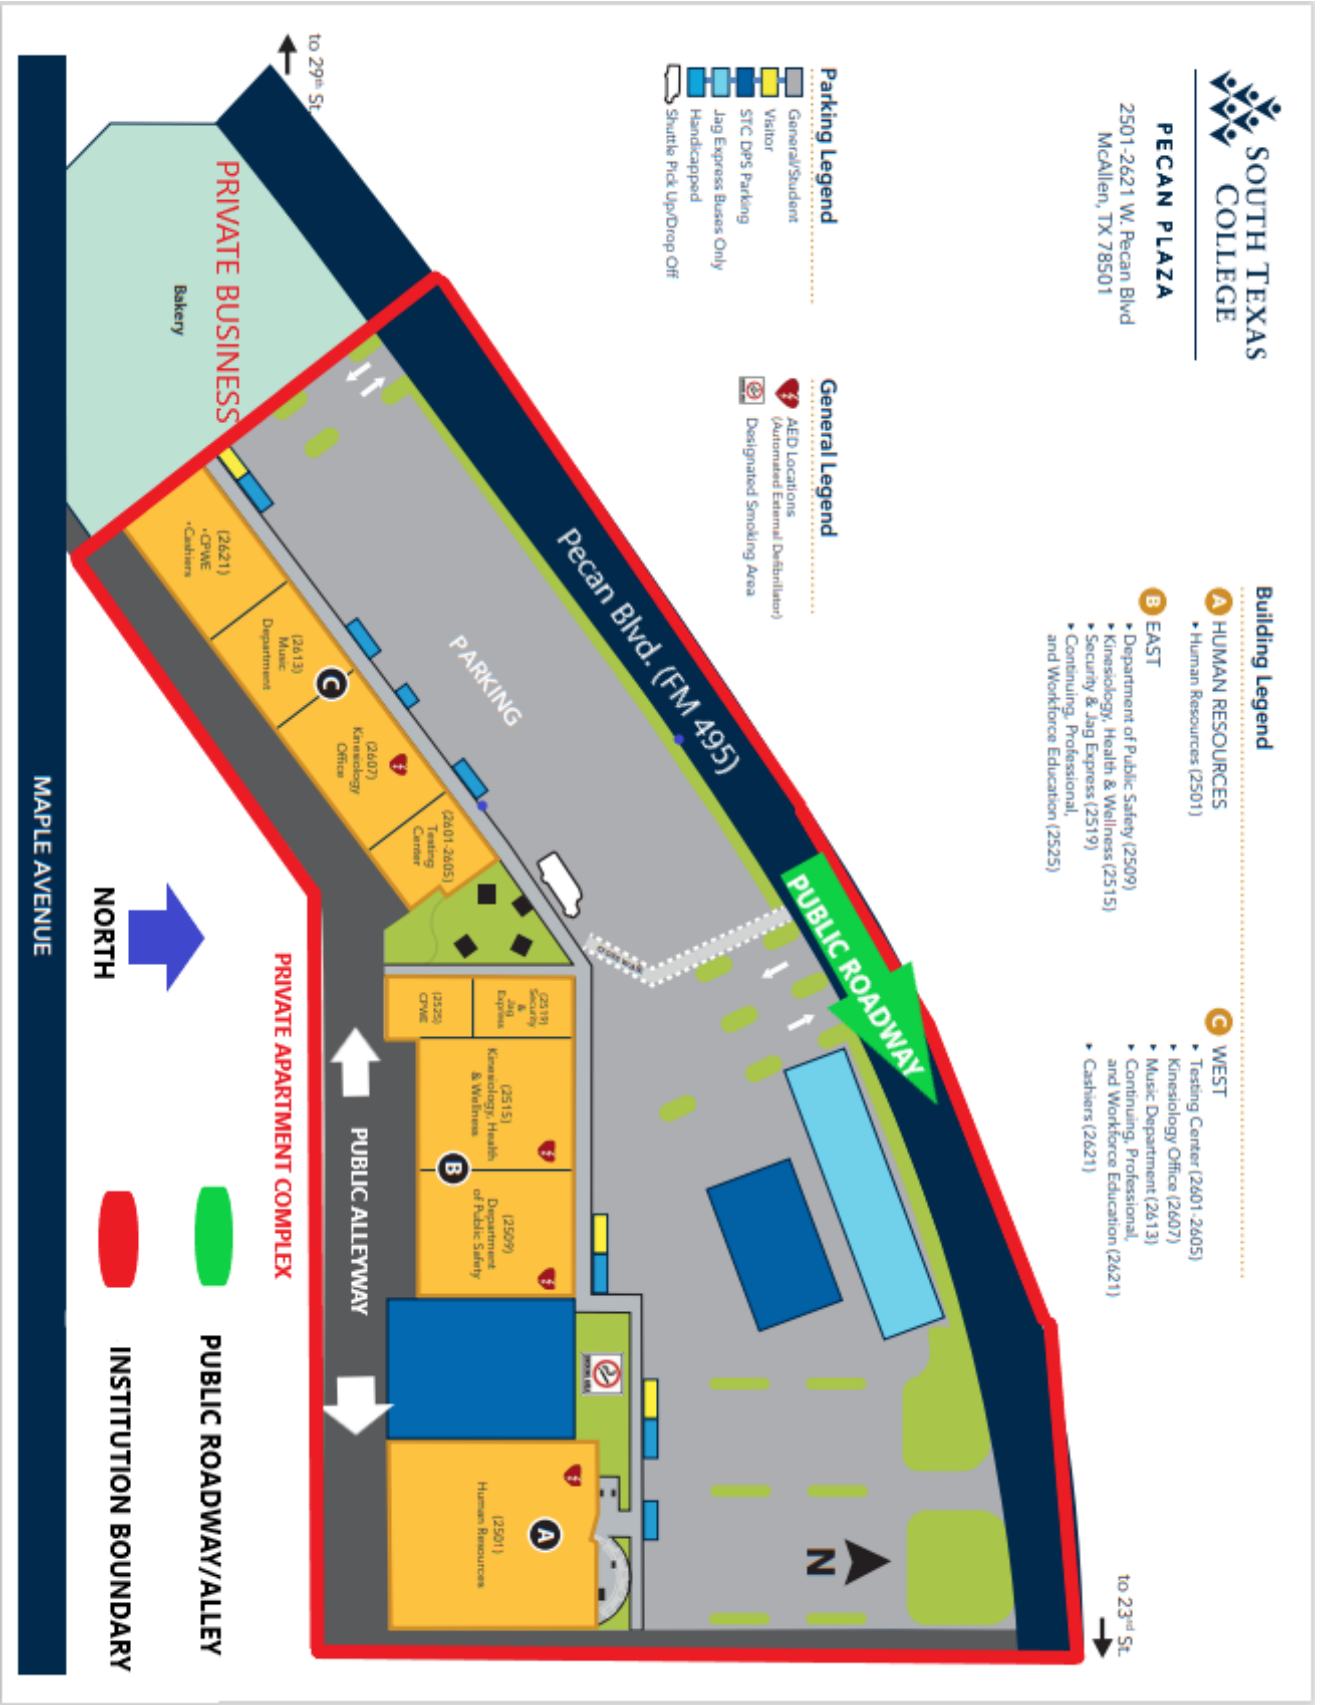 SOUTH TEXAS
COLLEGE
PECAN PLAZA
2501-2621 W. Pecan Blvd
McAllen, TX 78501
Building Legend
A HUMAN RESOURCES
‣ Human Resources (2501)
B EAST
‣ Department of Public Safety (2509)
‣ Kinesiology, Health & Wellness (2515)
‣ Security & Jag Express (2519)
‣ Continuing, Professional,
and Workforce Education (2525)
C WEST
‣ Testing Center (2601-2605)
‣ Kinesiology Office (2607)
‣ Music Department (2613)
‣ Continuing, Professional,
and Workforce Education (2621)
‣ Cashiers (2621)
Parking Legend
General/Student
Visitor
STC DPS Parking
Jag Express Buses Only
Handicapped
Shuttle Pick Up/Drop Off
General Legend
AED Locations
(Automated External Defibrillator)
Designated Smoking Area
to 29th St.
to 23rd St.
Pecan Blvd. (FM 495)
PUBLIC ROADWAY
PARKING
N
PRIVATE BUSINESS
Bakery
(2621)
*CPWE
*Cashiers
(2613)
Music
Department
C
(2607)
Kinesiology
Office
(2601-2605)
Testing
Center
(2519)
Security
&
Jag
Express
(2525)
CPWE
(2515)
Kinesiology, Health
& Wellness
B
(2509)
Department
of Public Safety
A
(2501)
Human Resources
PUBLIC ALLEYWAY
PRIVATE APARTMENT COMPLEX
NORTH
PUBLIC ROADWAY/ALLEY
INSTITUTION BOUNDARY
MAPLE AVENUE